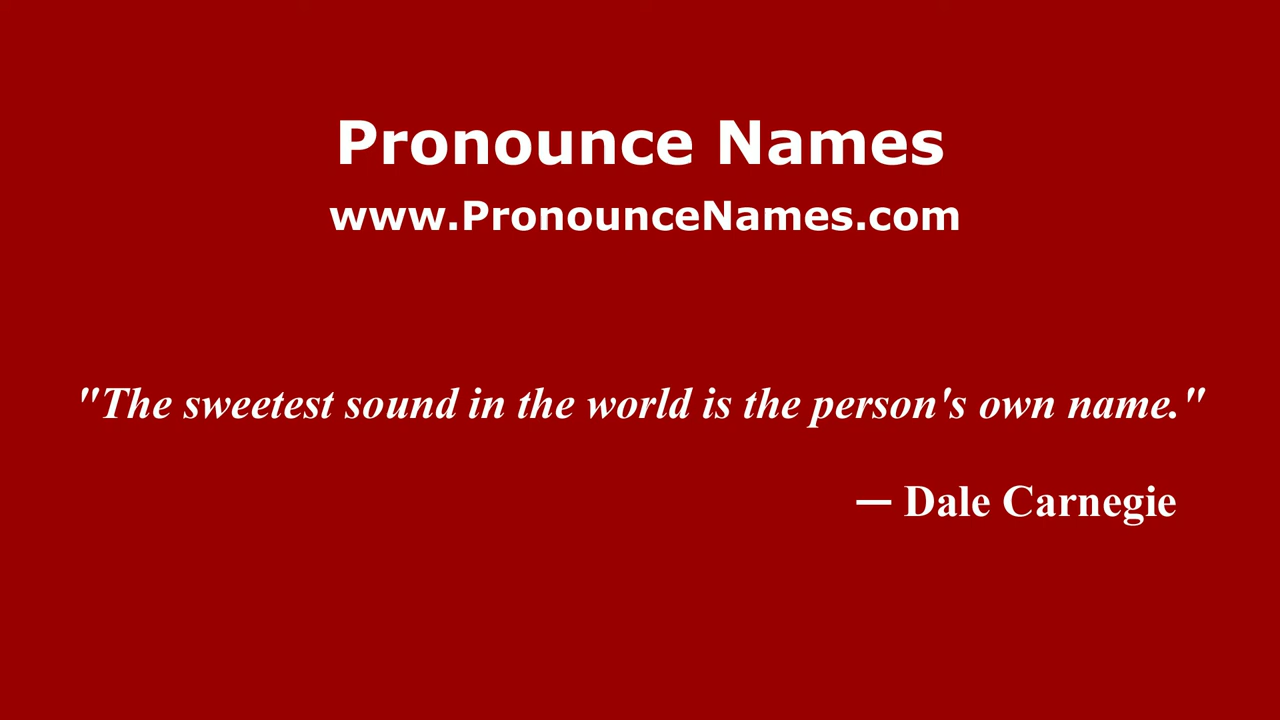 Pronounce Names
www.PronounceNames.com
"The sweetest sound in the world is the person's own name."
— Dale Carnegie